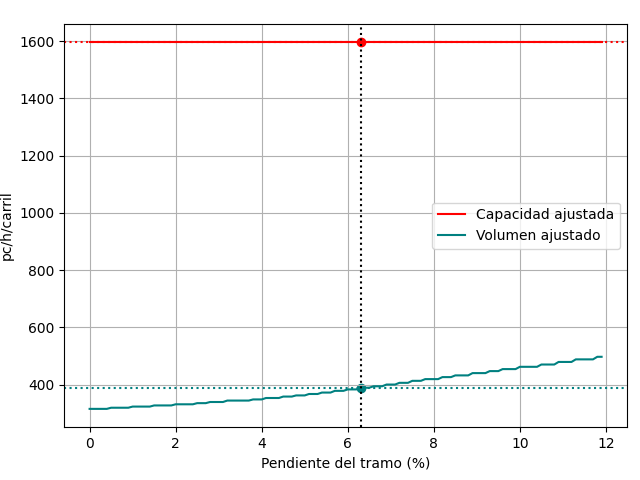 1600
1400
1200
1000
800
600
400
pc/h/carril
Capacidad ajustada
Volumen ajustado
0 2 4 6 8 10 12
Pendiente del tramo (%)